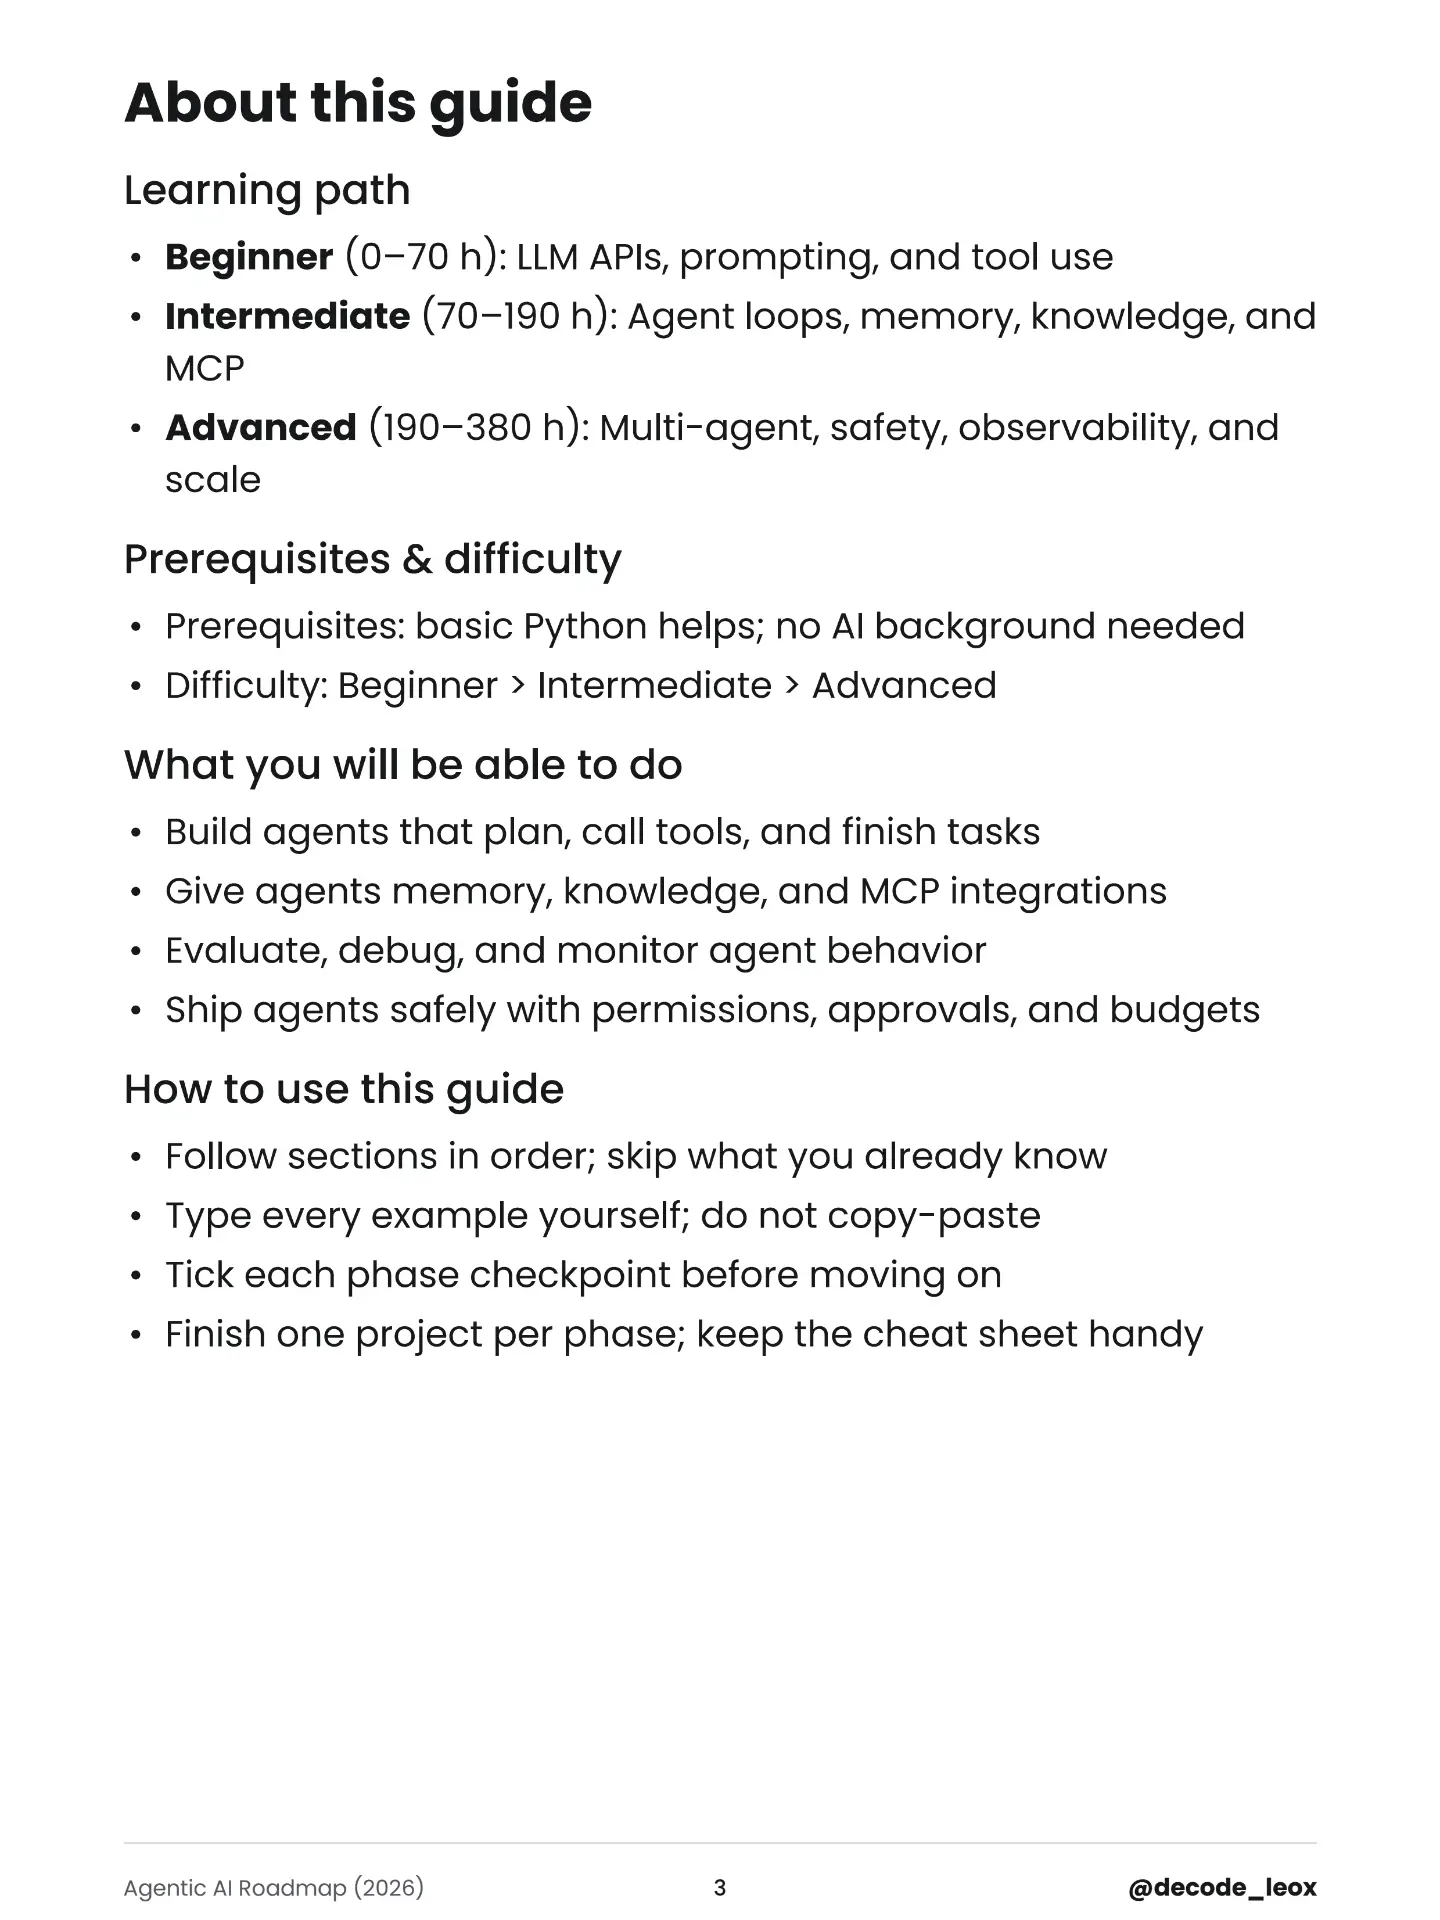 About this guide
Learning path
• Beginner (0–70 h): LLM APIs, prompting, and tool use
• Intermediate (70–190 h): Agent loops, memory, knowledge, and
MCP
• Advanced (190–380 h): Multi-agent, safety, observability, and
scale
Prerequisites & difficulty
• Prerequisites: basic Python helps; no AI background needed
• Difficulty: Beginner > Intermediate > Advanced
What you will be able to do
• Build agents that plan, call tools, and finish tasks
• Give agents memory, knowledge, and MCP integrations
• Evaluate, debug, and monitor agent behavior
• Ship agents safely with permissions, approvals, and budgets
How to use this guide
• Follow sections in order; skip what you already know
• Type every example yourself; do not copy-paste
• Tick each phase checkpoint before moving on
• Finish one project per phase; keep the cheat sheet handy
Agentic AI Roadmap (2026) 3 @decode_leox